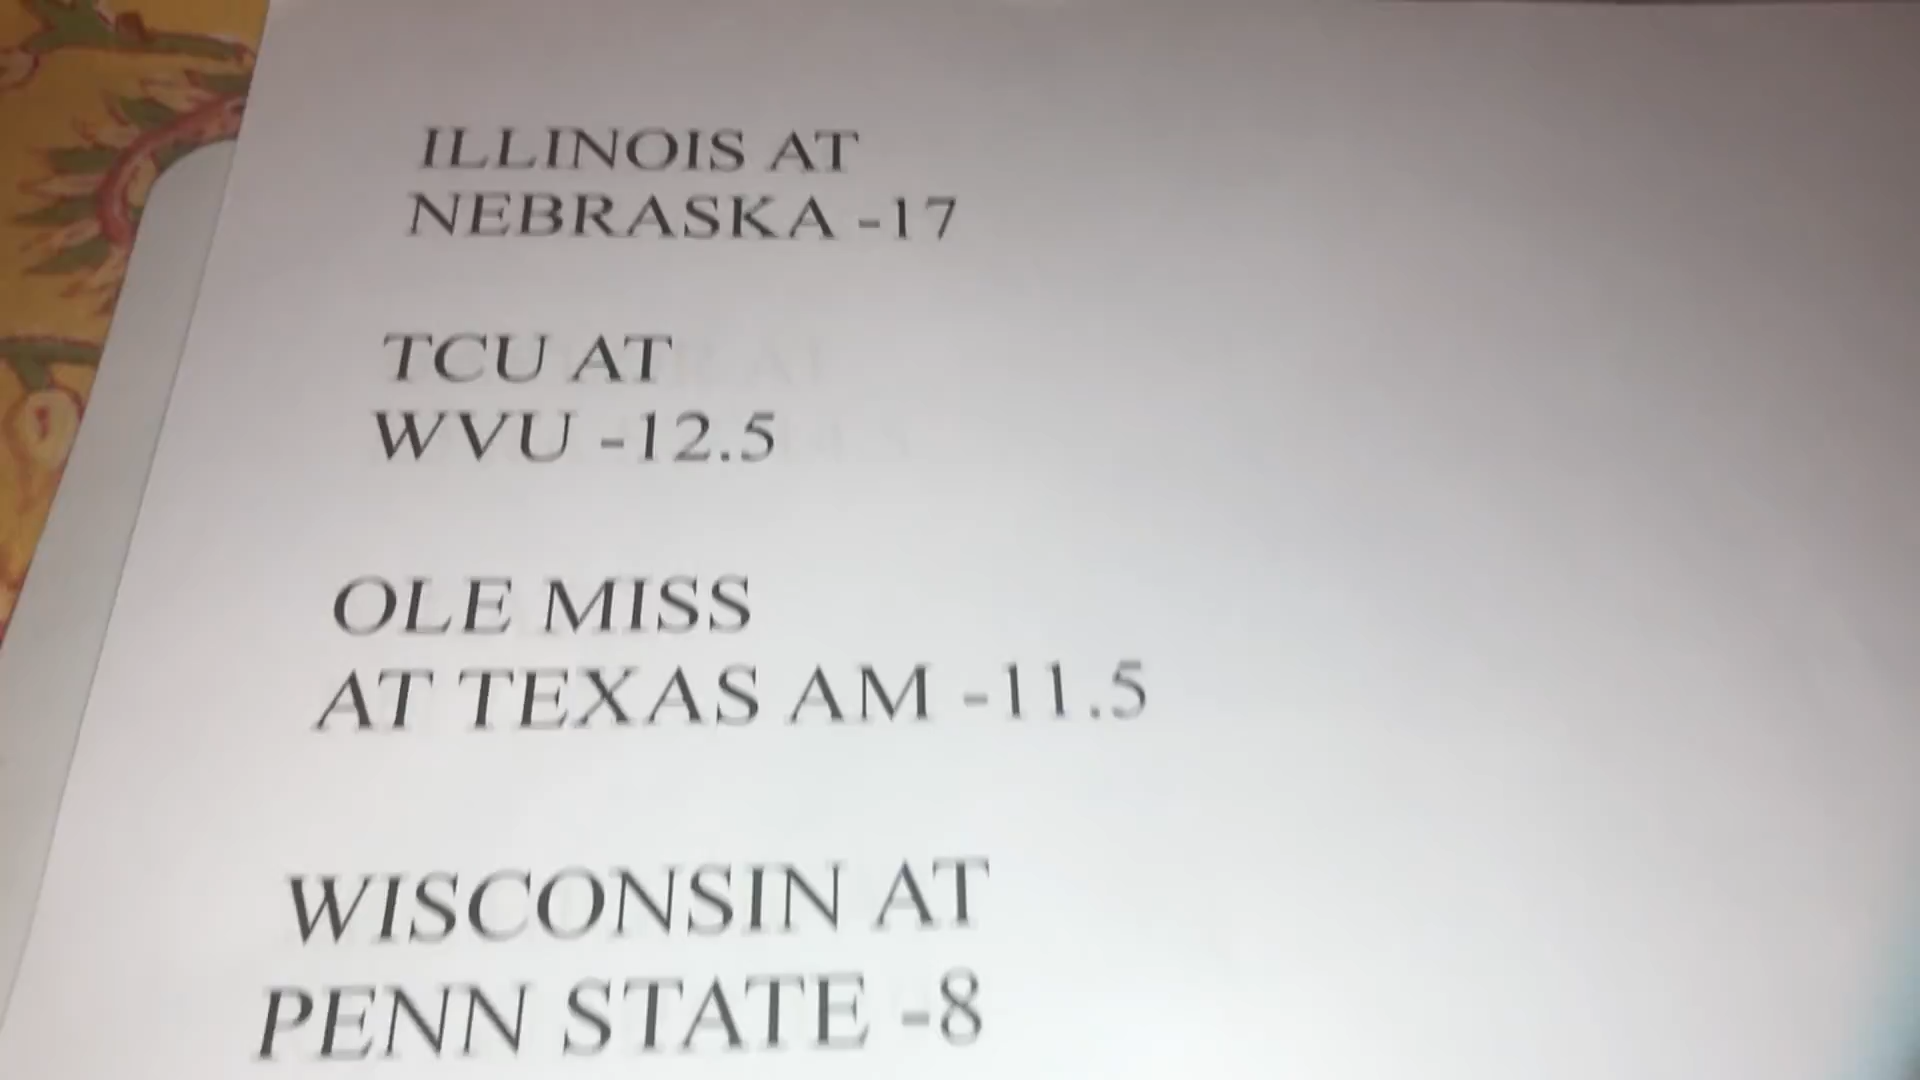 ILLINOIS AT
NEBRASKA -17
TCU AT
WVU -12.5
OLE MISS
AT TEXAS AM -11.5
WISCONSIN AT
PENN STATE -8